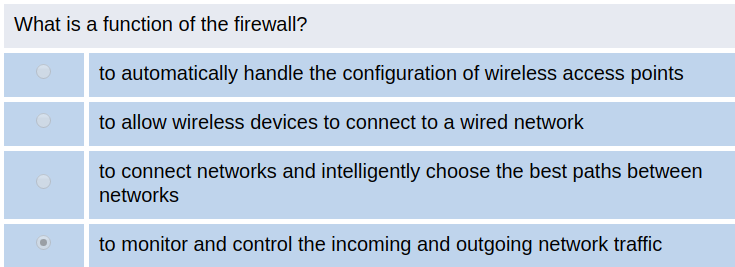 What is a function of the firewall?
to automatically handle the configuration of wireless access points
to allow wireless devices to connect to a wired network
to connect networks and intelligently choose the best paths between
networks
to monitor and control the incoming and outgoing network traffic